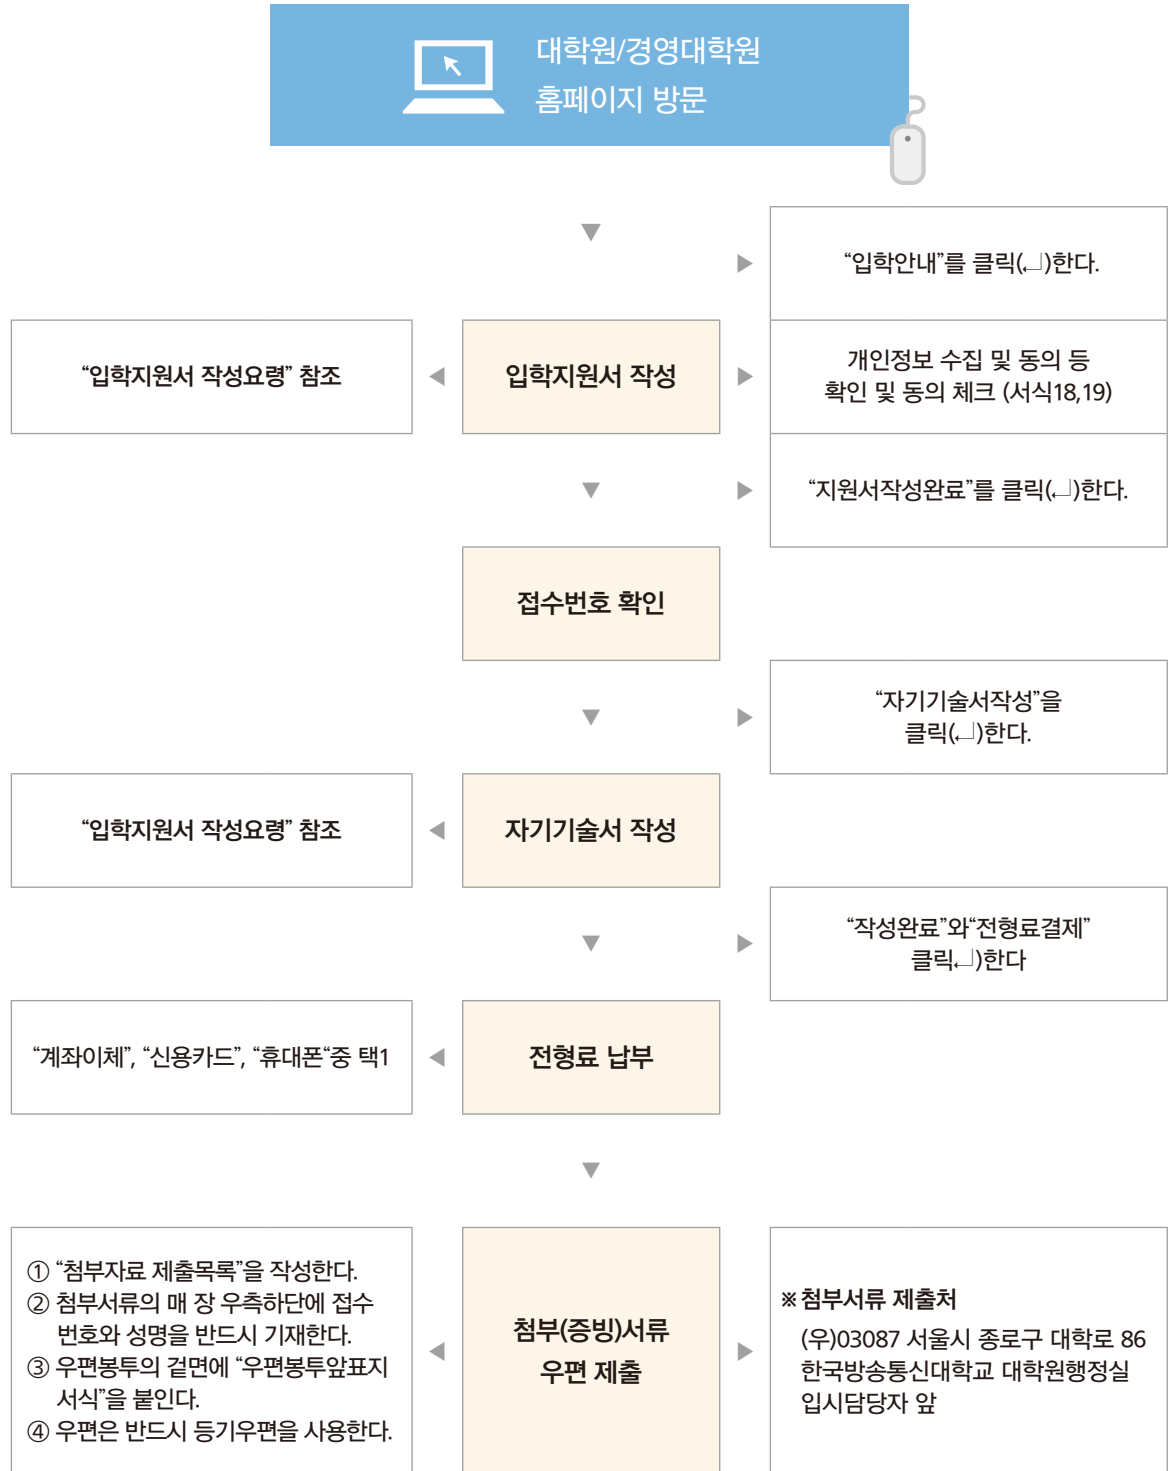 대학원/경영대학원
홈페이지 방문
▼
▶
“입학안내”를 클릭(↵)한다.
“입학지원서 작성요령” 참조
◀
입학지원서 작성
▶
개인정보 수집 및 동의 등
확인 및 동의 체크 (서식18,19)
▼
▶
“지원서작성완료”를 클릭(↵)한다.
접수번호 확인
▼
▶
“자기기술서작성”을
클릭(↵)한다.
“입학지원서 작성요령” 참조
◀
자기기술서 작성
▼
▶
“작성완료”와“전형료결제”
클릭↵)한다
“계좌이체”, “신용카드”, “휴대폰“중 택1
◀
전형료 납부
▼
① “첨부자료 제출목록”을 작성한다.
② 첨부서류의 매 장 우측하단에 접수
번호와 성명을 반드시 기재한다.
③ 우편봉투의 겉면에 “우편봉투앞표지
서식”을 붙인다.
④ 우편은 반드시 등기우편을 사용한다.
◀
첨부(증빙)서류
우편 제출
▶
※ 첨부서류 제출처
(우)03087 서울시 종로구 대학로 86
한국방송통신대학교 대학원행정실
입시담당자 앞